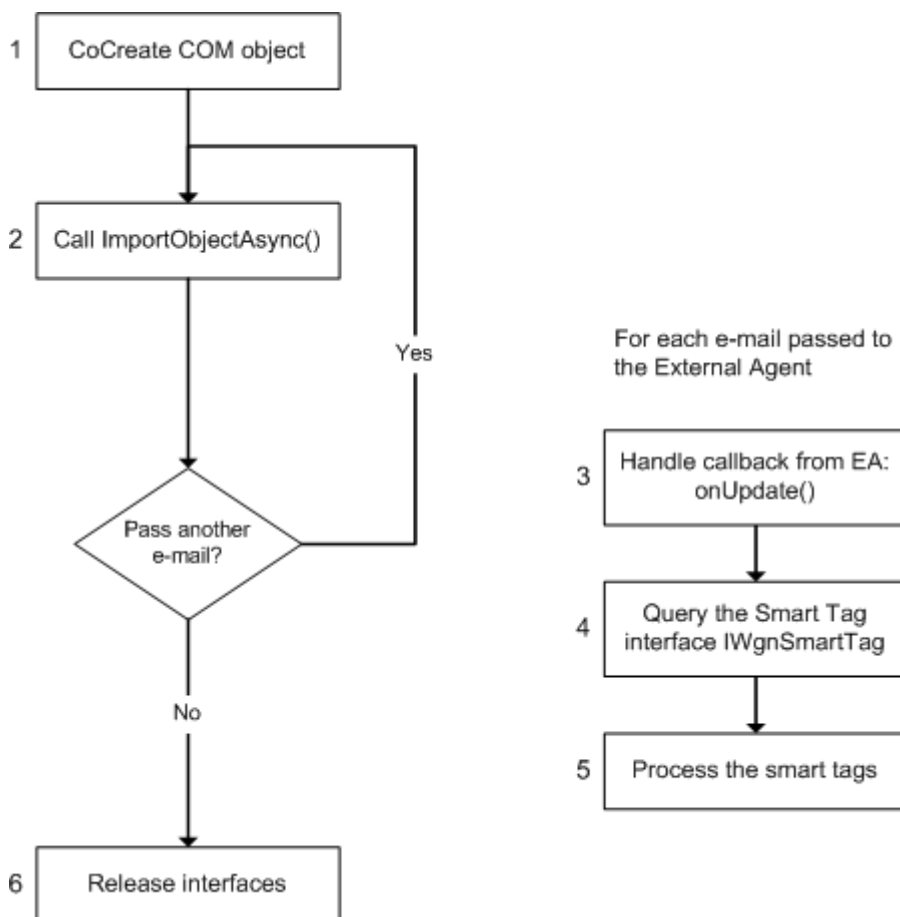 1
CoCreate COM object
2
Call ImportObjectAsync()
Yes
Pass another
e-mail?
No
6
Release interfaces
For each e-mail passed to
the External Agent
3
Handle callback from EA:
onUpdate()
4
Query the Smart Tag
interface IWgnSmartTag
5
Process the smart tags